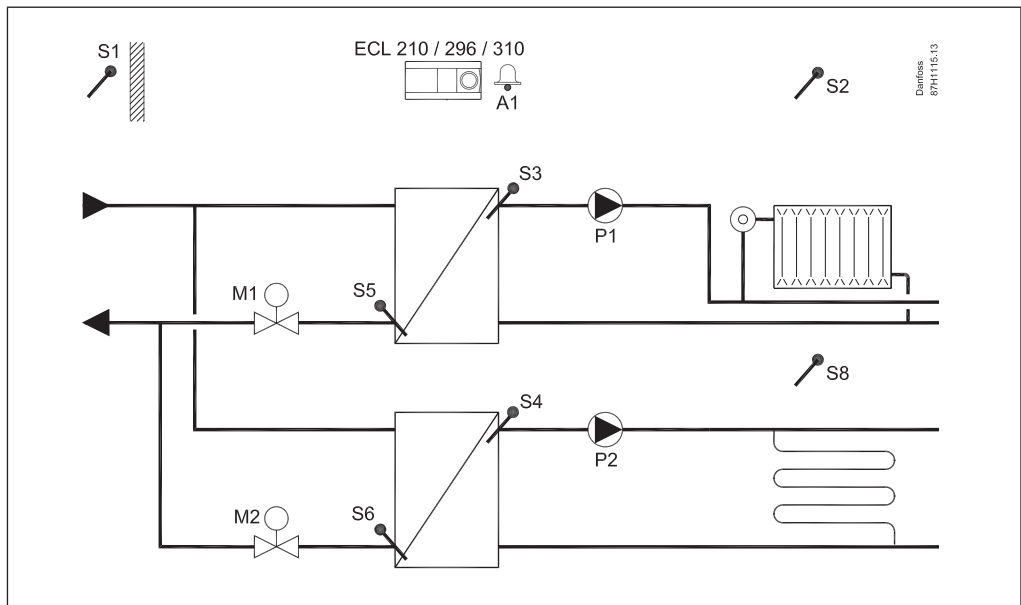 S1
ECL 210 / 296 / 310
A1
S2
Danfoss
87H1115.13
S3
P1
M1
S5
S8
S4
P2
M2
S6